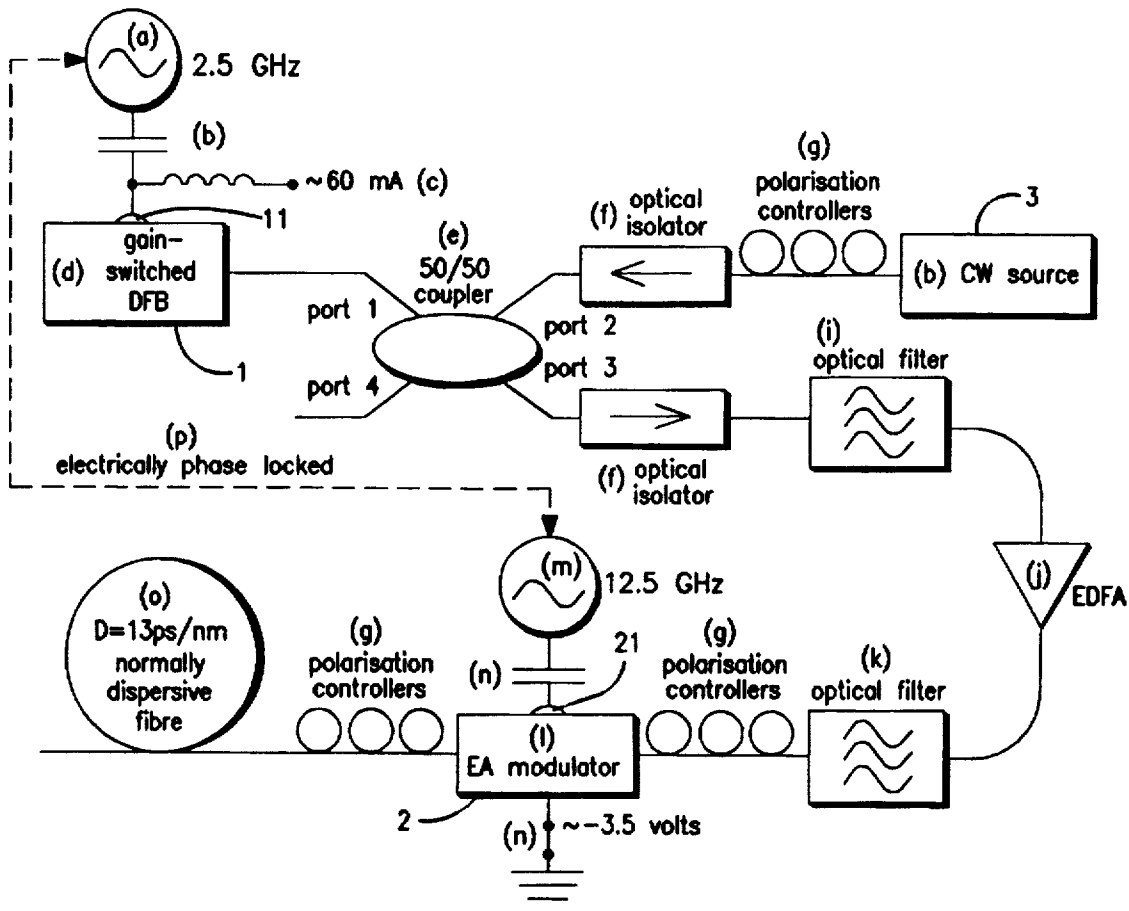 (a)
2.5 GHz
(b)
~60 mA (c)
11
(d) gain-
switched
DFB
1
(e)
50/50
coupler
port 1
port 2
port 3
port 4
(f) optical
isolator
(g)
polarisation
controllers
3
(b) CW source
(i)
optical filter
(f) optical
isolator
(p)
electrically phase locked
(j)
EDFA
(m)
12.5 GHz
(o)
D=13ps/nm
normally
dispersive
fibre
(g)
polarisation
controllers
(n)
21
(g)
polarisation
controllers
(k)
optical filter
(l)
EA modulator
2
(n)
~-3.5 volts